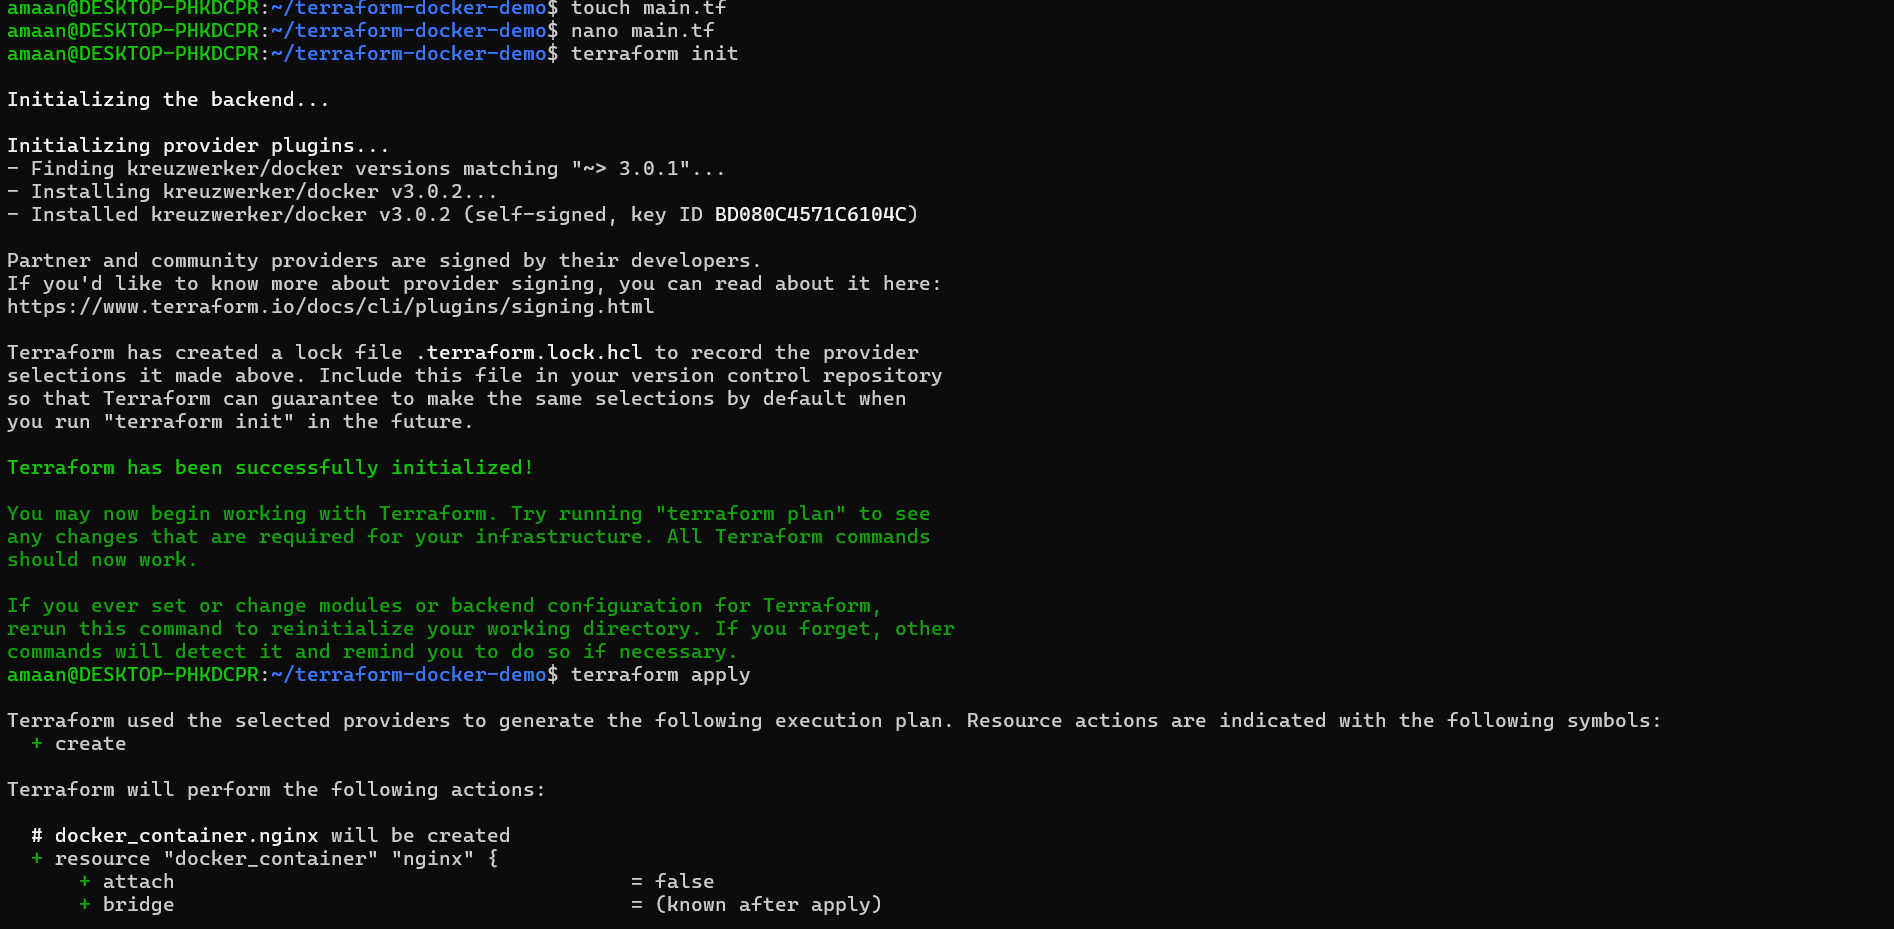 amaan@DESKTOP-PHKDCPR:~/terraform-docker-demo$ touch main.tf
amaan@DESKTOP-PHKDCPR:~/terraform-docker-demo$ nano main.tf
amaan@DESKTOP-PHKDCPR:~/terraform-docker-demo$ terraform init
Initializing the backend...
Initializing provider plugins...
- Finding kreuzwerker/docker versions matching "~> 3.0.1"...
- Installing kreuzwerker/docker v3.0.2...
- Installed kreuzwerker/docker v3.0.2 (self-signed, key ID BD080C4571C6104C)
Partner and community providers are signed by their developers.
If you'd like to know more about provider signing, you can read about it here:
https://www.terraform.io/docs/cli/plugins/signing.html
Terraform has created a lock file .terraform.lock.hcl to record the provider
selections it made above. Include this file in your version control repository
so that Terraform can guarantee to make the same selections by default when
you run "terraform init" in the future.
Terraform has been successfully initialized!
You may now begin working with Terraform. Try running "terraform plan" to see
any changes that are required for your infrastructure. All Terraform commands
should now work.
If you ever set or change modules or backend configuration for Terraform,
rerun this command to reinitialize your working directory. If you forget, other
commands will detect it and remind you to do so if necessary.
amaan@DESKTOP-PHKDCPR:~/terraform-docker-demo$ terraform apply
Terraform used the selected providers to generate the following execution plan. Resource actions are indicated with the following symbols:
  + create
Terraform will perform the following actions:
  # docker_container.nginx will be created
  + resource "docker_container" "nginx" {
      + attach                                      = false
      + bridge                                      = (known after apply)